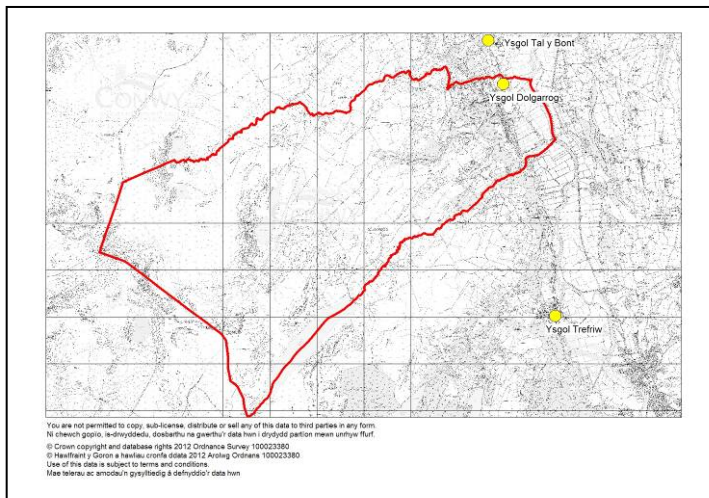 Ysgol Tal y Bont
Ysgol Dolgarrog
Ysgol Trefriw
You are not permitted to copy, sub-license, distribute or sell any of this data to third parties in any form.
Ni chewch gopïo, is-drwyddedu, dosbarthu na gwerthu'r data hwn i drydydd partïon mewn unrhyw ffurf.
© Crown copyright and database rights 2012 Ordnance Survey 100023380
© Hawlfraint y Goron a hawliau cronfa ddata 2012 Arolwg Ordnans 100023380
Use of this data is subject to terms and conditions.
Mae telerau ac amodau'n gysylltiedig â defnyddio'r data hwn